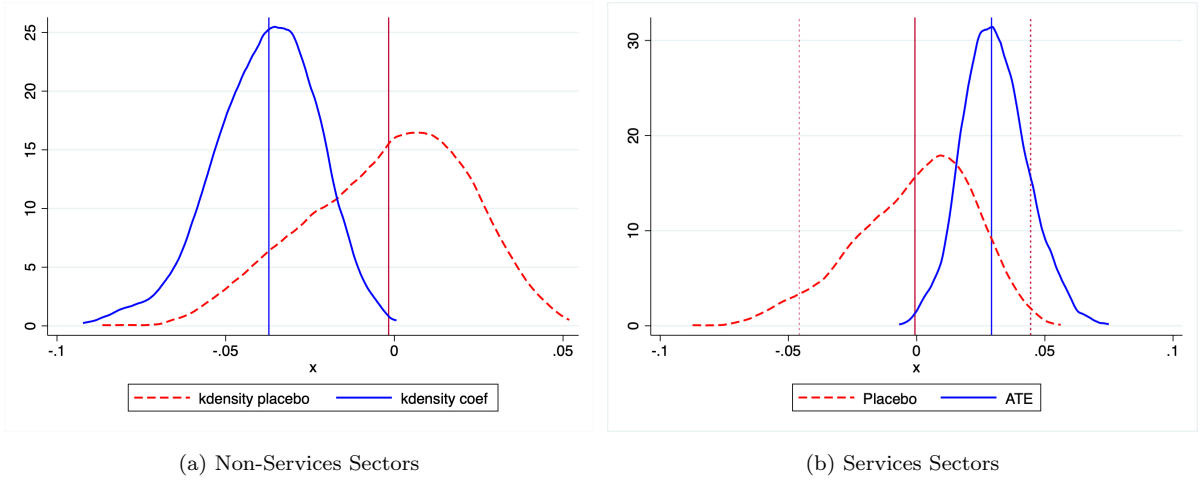 25
20
15
10
5
0
-.1
-.05
0
.05
x
kdensity placebo
kdensity coef
(a) Non-Services Sectors
30
20
10
0
-.1
-.05
0
.05
.1
x
Placebo
ATE
(b) Services Sectors